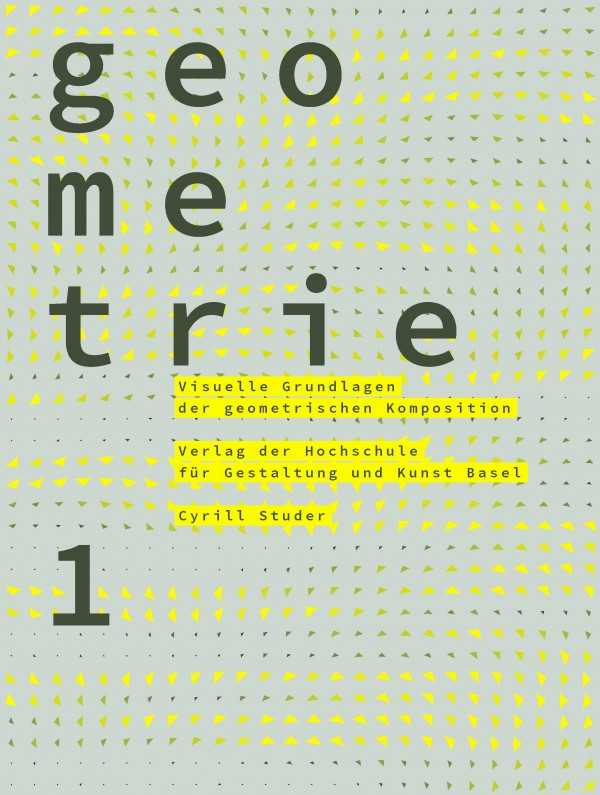 geo
me
trie
Visuelle Grundlagen
der geometrischen Komposition
Verlag der Hochschule
für Gestaltung und Kunst Basel
Cyrill Studer
1